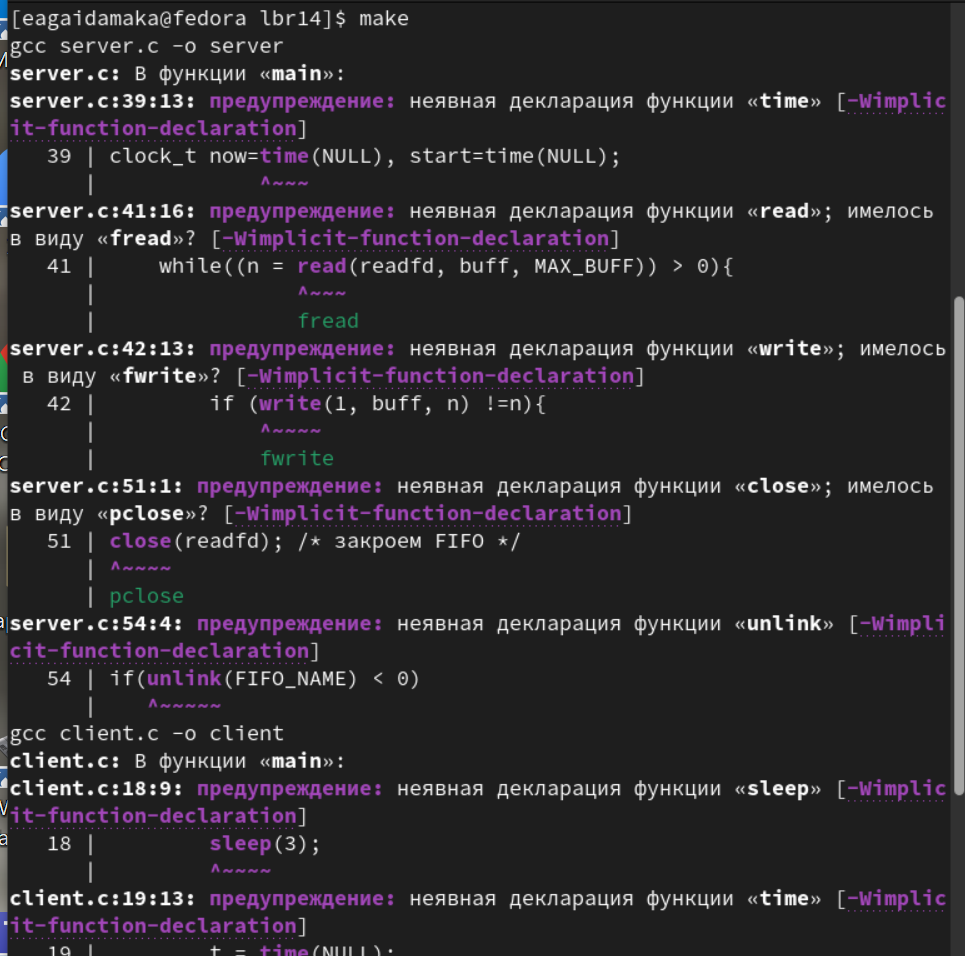 [eagaidamaka@fedora lbr14]$ make
gcc server.c -o server
server.c: В функции «main»:
server.c:39:13: предупреждение: неявная декларация функции «time» [-Wimplic
it-function-declaration]
   39 | clock_t now=time(NULL), start=time(NULL);
      |             ^~~~
server.c:41:16: предупреждение: неявная декларация функции «read»; имелось
в виду «fread»? [-Wimplicit-function-declaration]
   41 |     while((n = read(readfd, buff, MAX_BUFF)) > 0){
      |                ^~~~
      |                fread
server.c:42:13: предупреждение: неявная декларация функции «write»; имелось
 в виду «fwrite»? [-Wimplicit-function-declaration]
   42 |         if (write(1, buff, n) !=n){
      |             ^~~~~
      |             fwrite
server.c:51:1: предупреждение: неявная декларация функции «close»; имелось
в виду «pclose»? [-Wimplicit-function-declaration]
   51 | close(readfd); /* закроем FIFO */
      | ^~~~~
      | pclose
server.c:54:4: предупреждение: неявная декларация функции «unlink» [-Wimpli
cit-function-declaration]
   54 | if(unlink(FIFO_NAME) < 0)
      |    ^~~~~~
gcc client.c -o client
client.c: В функции «main»:
client.c:18:9: предупреждение: неявная декларация функции «sleep» [-Wimplic
it-function-declaration]
   18 |         sleep(3);
      |         ^~~~~
client.c:19:13: предупреждение: неявная декларация функции «time» [-Wimplic
it-function-declaration]
   19 |         t = time(NULL);